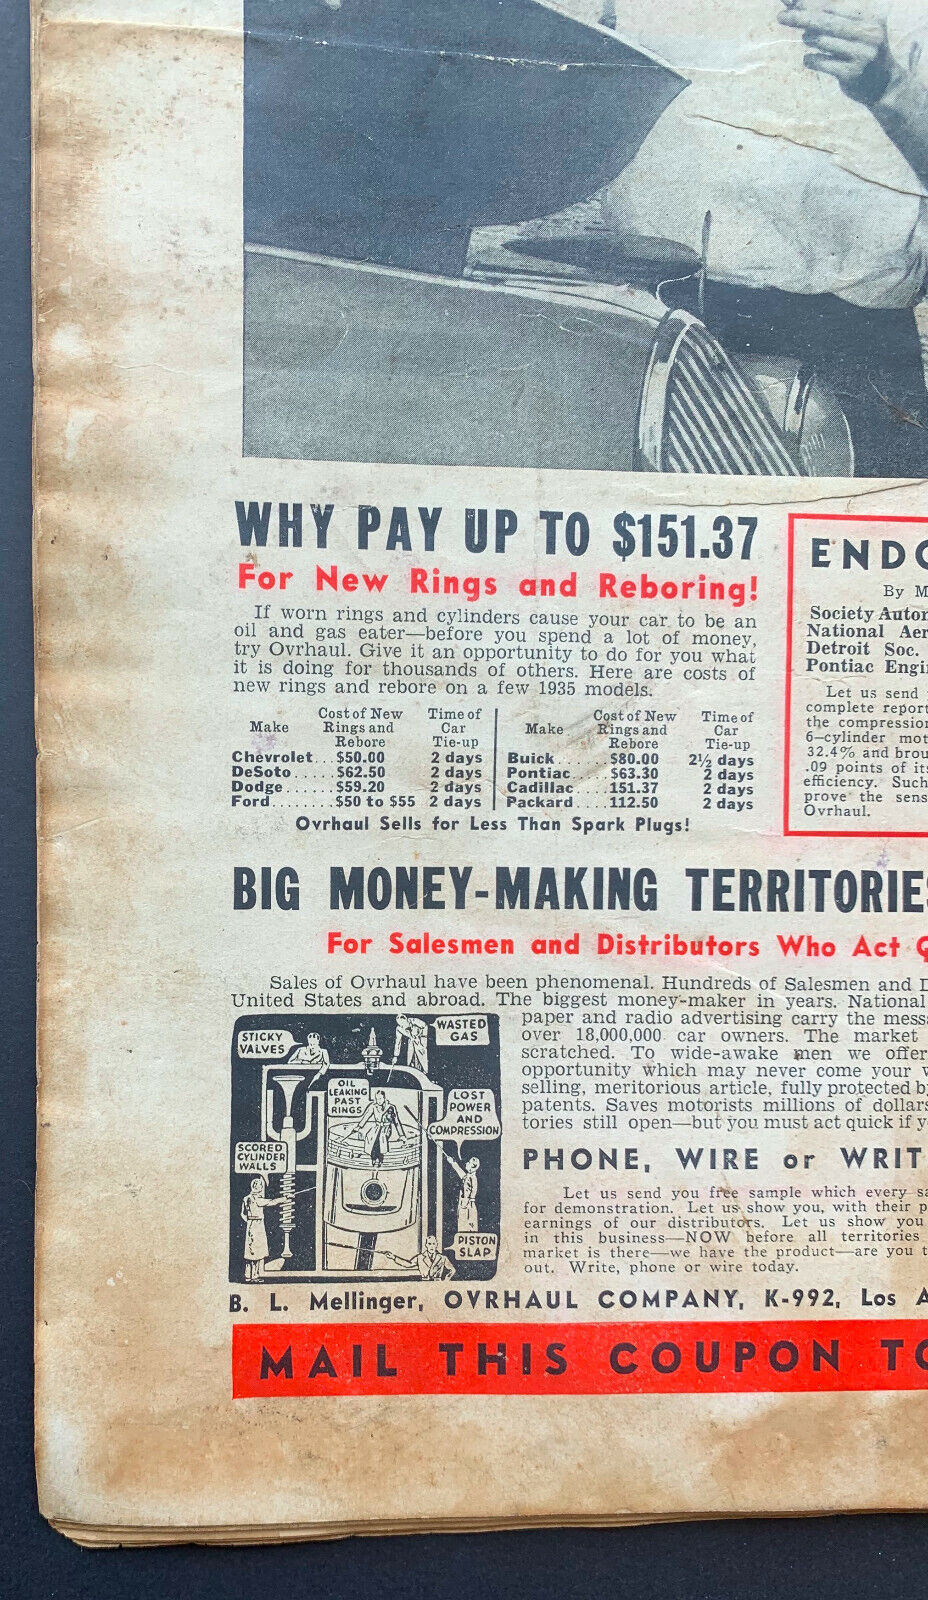 WHY PAY UP TO $151.37
For New Rings and Reboring!
If worn rings and cylinders cause your car to be an
oil and gas eater—before you spend a lot of money,
try Ovrhaul. Give it an opportunity to do for you what
it is doing for thousands of others. Here are costs of
new rings and rebore on a few 1935 models.
Make Cost of New Rings and Rebore Time of Car Tie-up
Chevrolet...$50.00 2 days
DeSoto.....$62.50 2 days
Dodge......$59.20 2 days
Ford........$50 to $55 2 days
Make Cost of New Rings and Rebore Time of Car Tie-up
Buick.......$80.00 2½ days
Pontiac.....$63.30 2 days
Cadillac....151.37 2 days
Packard....112.50 2 days
Ovrhaul Sells for Less Than Spark Plugs!
ENDO
By M
Society Autom
National Aer
Detroit Soc.
Pontiac Engin
Let us send
complete report
the compression
6-cylinder mot
32.4% and brou
.09 points of its
efficiency. Such
prove the sens
Ovrhaul.
BIG MONEY-MAKING TERRITORIES
For Salesmen and Distributors Who Act Q
Sales of Ovrhaul have been phenomenal. Hundreds of Salesmen and D
United States and abroad. The biggest money-maker in years. National
paper and radio advertising carry the messa
over 18,000,000 car owners. The market
scratched. To wide-awake men we offer
opportunity which may never come your w
selling, meritorious article, fully protected by
patents. Saves motorists millions of dollars
tories still open—but you must act quick if yo
STICKY
VALVES
WASTED
GAS
OIL
LEAKING
PAST
RINGS
LOST
POWER
AND
COMPRESSION
SCORED
CYLINDER
WALLS
PISTON
SLAP
PHONE, WIRE or WRIT
Let us send you free sample which every sa
for demonstration. Let us show you, with their p
earnings of our distributors. Let us show you
in this business—NOW before all territories
market is there—we have the product—are you t
out. Write, phone or wire today.
B. L. Mellinger, OVRHAUL COMPANY, K-992, Los A
MAIL THIS COUPON TO